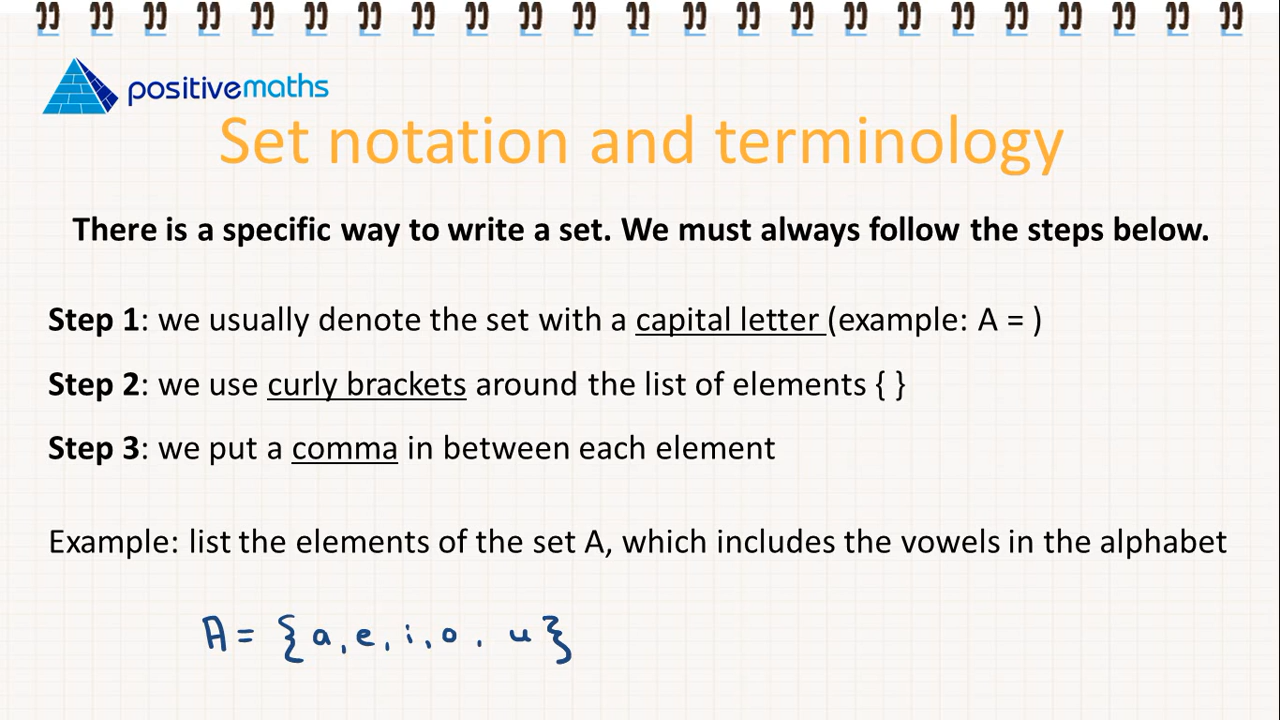 positivemaths
Set notation and terminology
There is a specific way to write a set. We must always follow the steps below.
Step 1: we usually denote the set with a capital letter (example: A = )
Step 2: we use curly brackets around the list of elements { }
Step 3: we put a comma in between each element
Example: list the elements of the set A, which includes the vowels in the alphabet
A = {a, e, i, o, u}